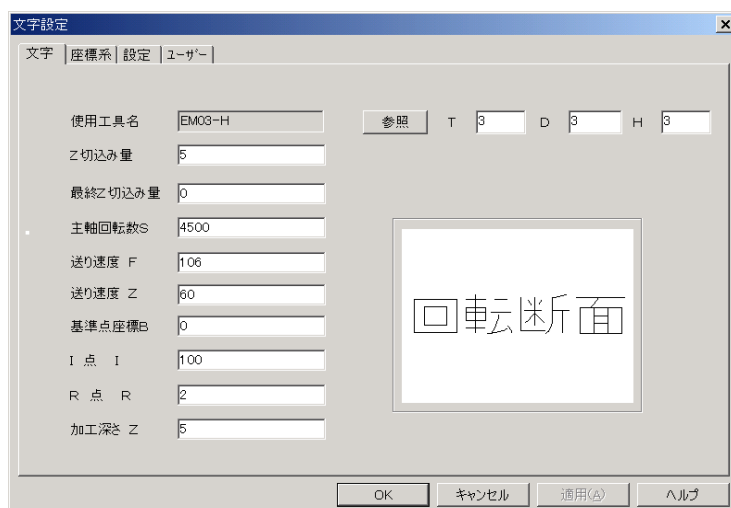 文字設定
文字 座標系 設定 ユーザー
使用工具名 EM03-H 参照 T 3 D 3 H 3
Z切込み量 5
最終Z切込み量 0
主軸回転数S 4500
送り速度 F 106
送り速度 Z 60
基準点座標B 0
I 点 I 100
R 点 R 2
加工深さ Z 5
回転断面
OK キャンセル 適用(A) ヘルプ